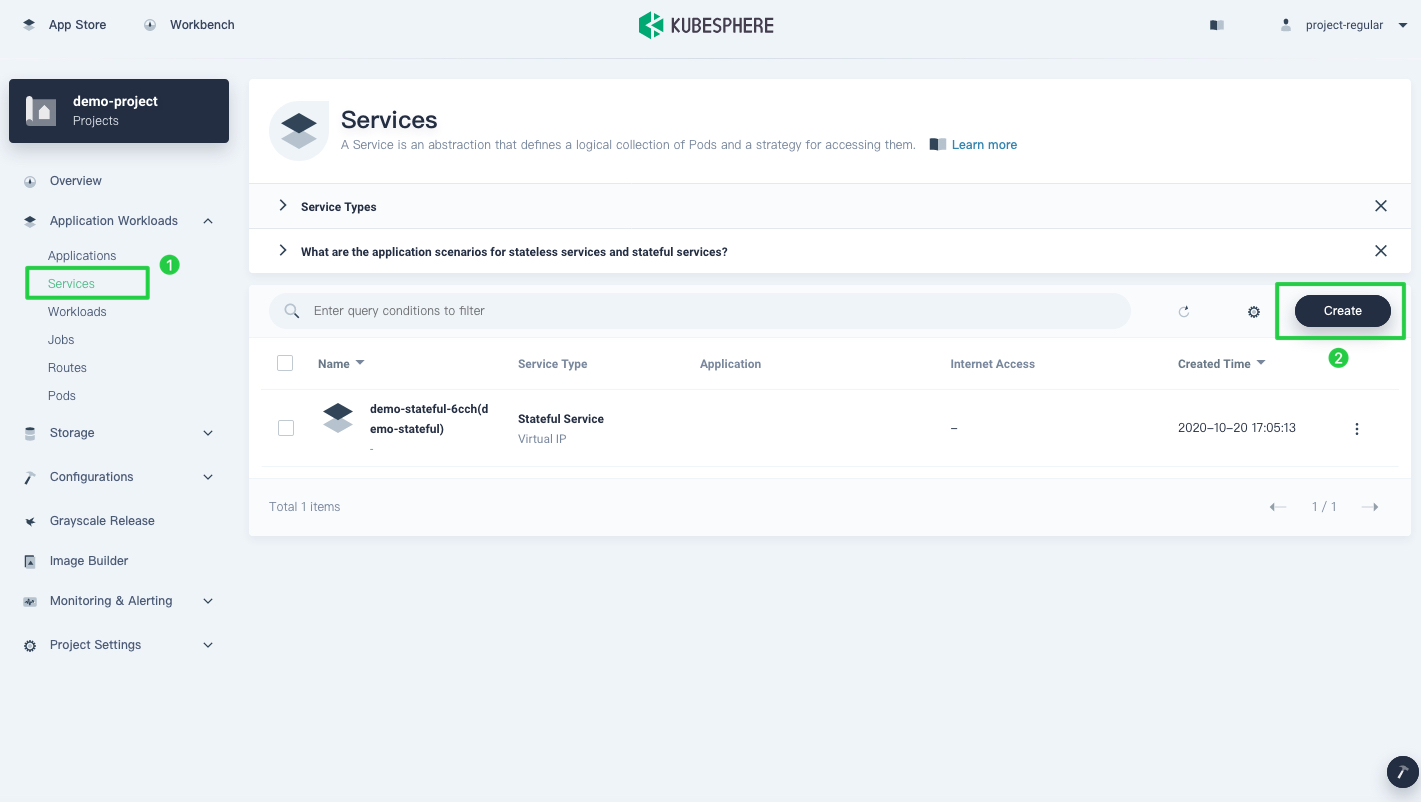 App Store
Workbench
KUBESPHERE
project-regular
demo-project
Projects
Overview
Application Workloads
Applications
1
Services
Workloads
Jobs
Routes
Pods
Storage
Configurations
Grayscale Release
Image Builder
Monitoring & Alerting
Project Settings
Services
A Service is an abstraction that defines a logical collection of Pods and a strategy for accessing them.
Learn more
Service Types
What are the application scenarios for stateless services and stateful services?
Enter query conditions to filter
Create
2
Name
Service Type
Application
Internet Access
Created Time
demo-stateful-6cch(d
emo-stateful)
-
Stateful Service
Virtual IP
–
2020–10–20 17:05:13
Total 1 items
1 / 1